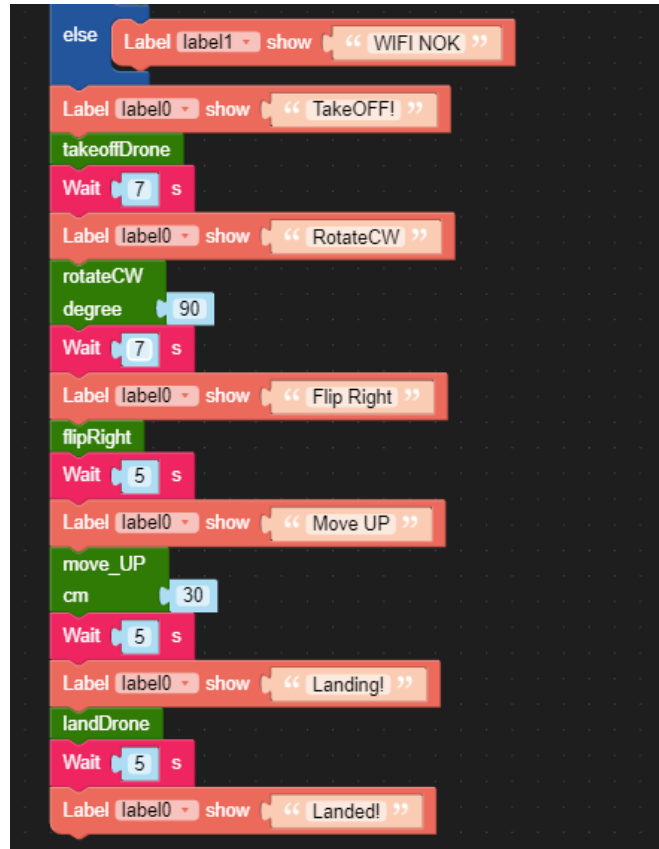 else Label label1 show “ WIFI NOK ”
Label label0 show “ TakeOFF! ”
takeoffDrone
Wait 7 s
Label label0 show “ RotateCW ”
rotateCW
degree 90
Wait 7 s
Label label0 show “ Flip Right ”
flipRight
Wait 5 s
Label label0 show “ Move UP ”
move_UP
cm 30
Wait 5 s
Label label0 show “ Landing! ”
landDrone
Wait 5 s
Label label0 show “ Landed! ”